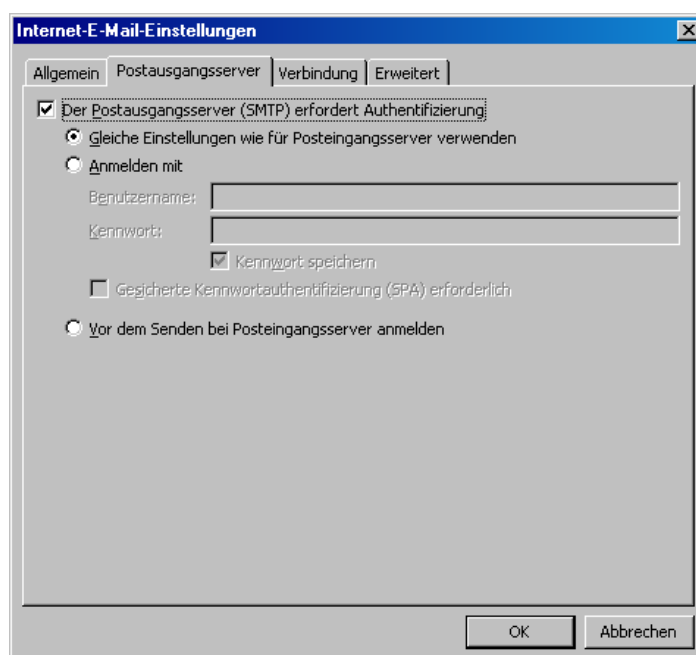 Internet-E-Mail-Einstellungen
Allgemein Postausgangsserver Verbindung Erweitert
Der Postausgangsserver (SMTP) erfordert Authentifizierung
Gleiche Einstellungen wie für Posteingangsserver verwenden
Anmelden mit
Benutzername:
Kennwort:
Kennwort speichern
Gesicherte Kennwortauthentifizierung (SPA) erforderlich
Vor dem Senden bei Posteingangsserver anmelden
OK Abbrechen